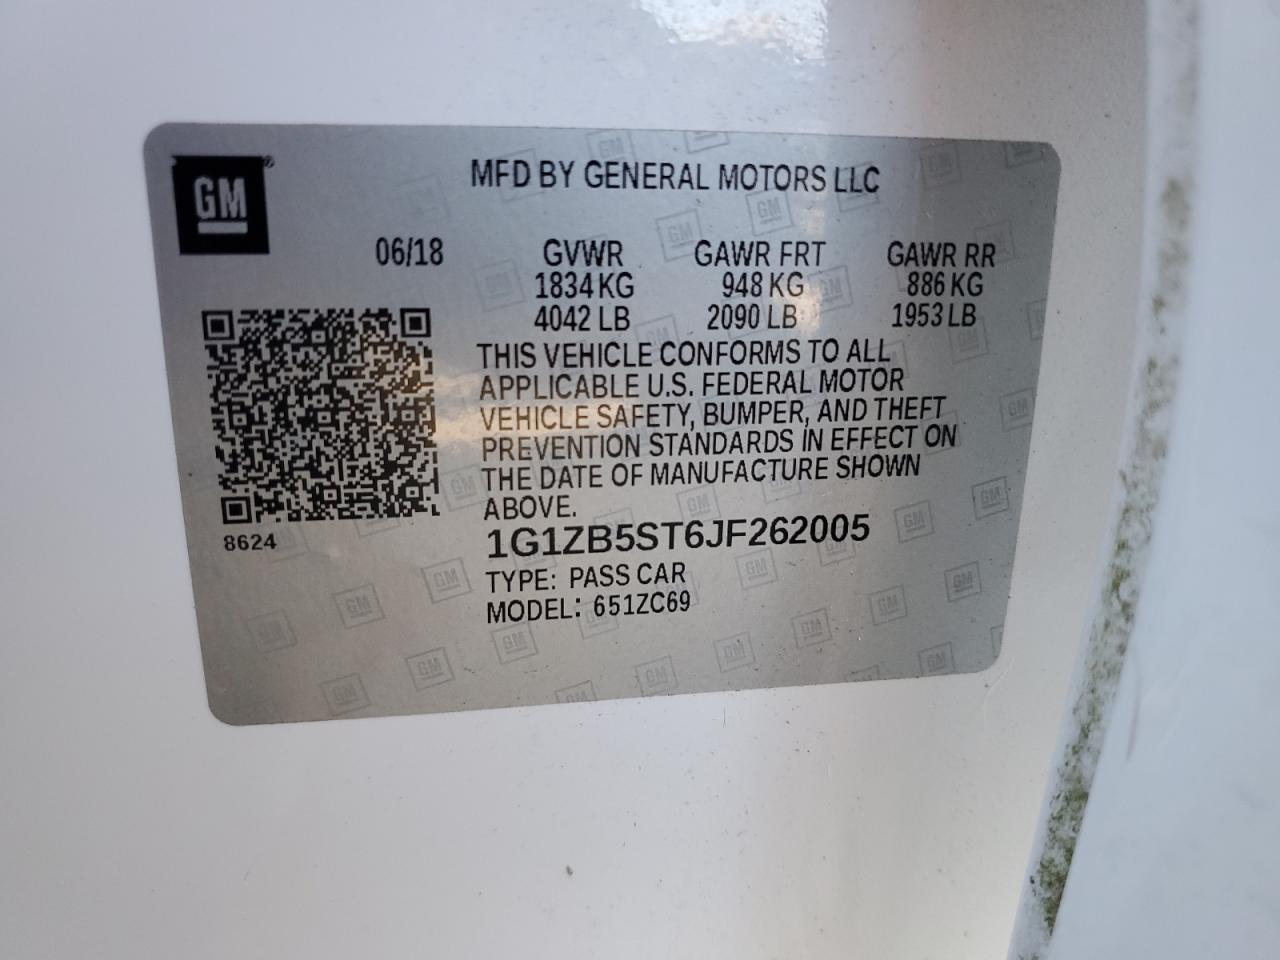 GM
MFD BY GENERAL MOTORS LLC
06/18 GVWR GAWR FRT GAWR RR
1834 KG 948 KG 886 KG
4042 LB 2090 LB 1953 LB
THIS VEHICLE CONFORMS TO ALL
APPLICABLE U.S. FEDERAL MOTOR
VEHICLE SAFETY, BUMPER, AND THEFT
PREVENTION STANDARDS IN EFFECT ON
THE DATE OF MANUFACTURE SHOWN
ABOVE.
8624
1G1ZB5ST6JF262005
TYPE: PASS CAR
MODEL: 651ZC69